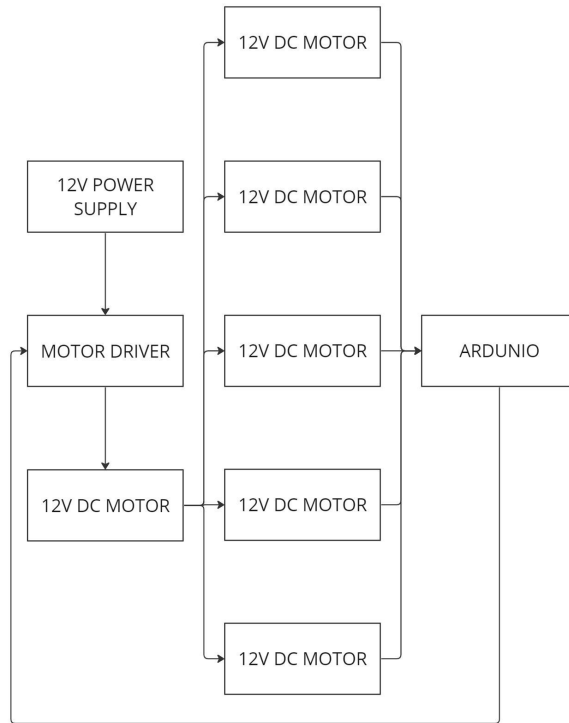 12V DC MOTOR
12V POWER
SUPPLY
12V DC MOTOR
MOTOR DRIVER
12V DC MOTOR
ARDUNIO
12V DC MOTOR
12V DC MOTOR
12V DC MOTOR